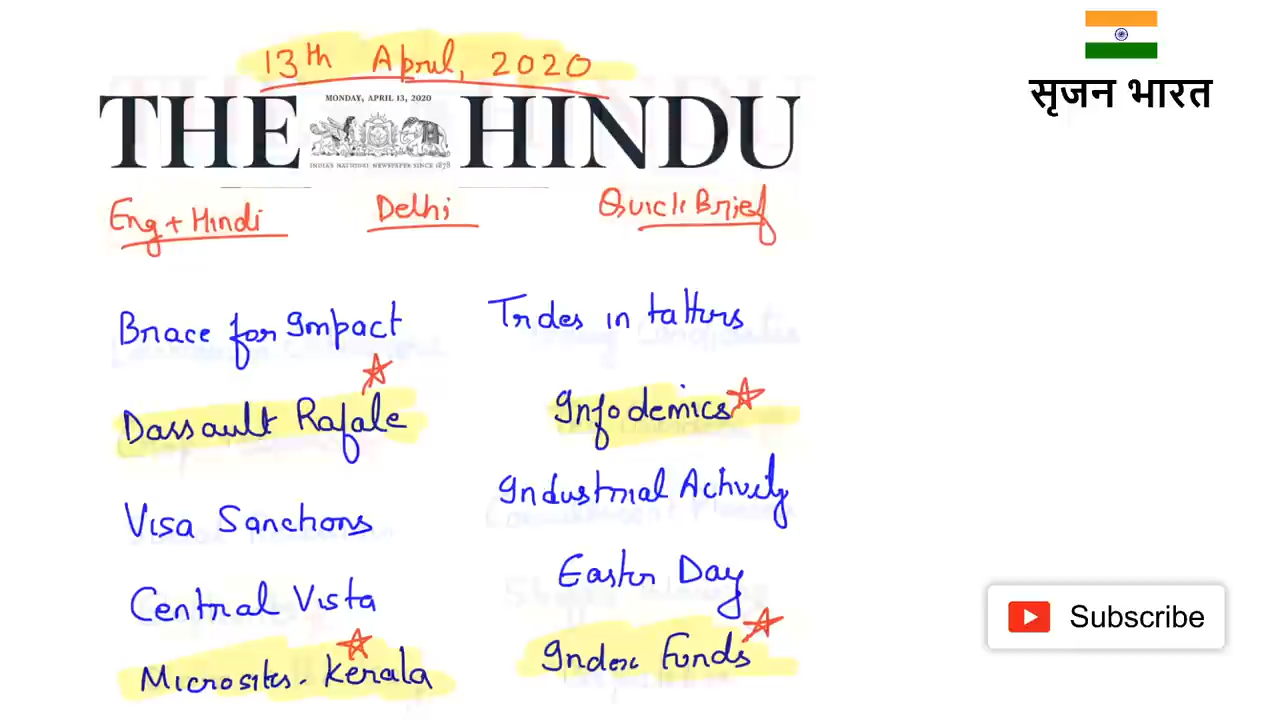 13th April, 2020
MONDAY, APRIL 13, 2020
THE HINDU
INDIA'S NATIONAL NEWSPAPER SINCE 1878
Eng + Hindi
Delhi
Quick Brief
Brace for Impact
Dassault Rafale
Visa Sanctions
Central Vista
Microsites. Kerala
Trdes in tatters
Infodemics
Industrial Activity
Easter Day
Index Funds
सृजन भारत
Subscribe